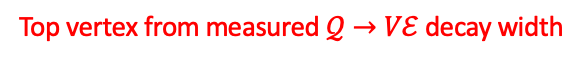 Top vertex from measured 𝒬 → 𝒱ℰ decay width